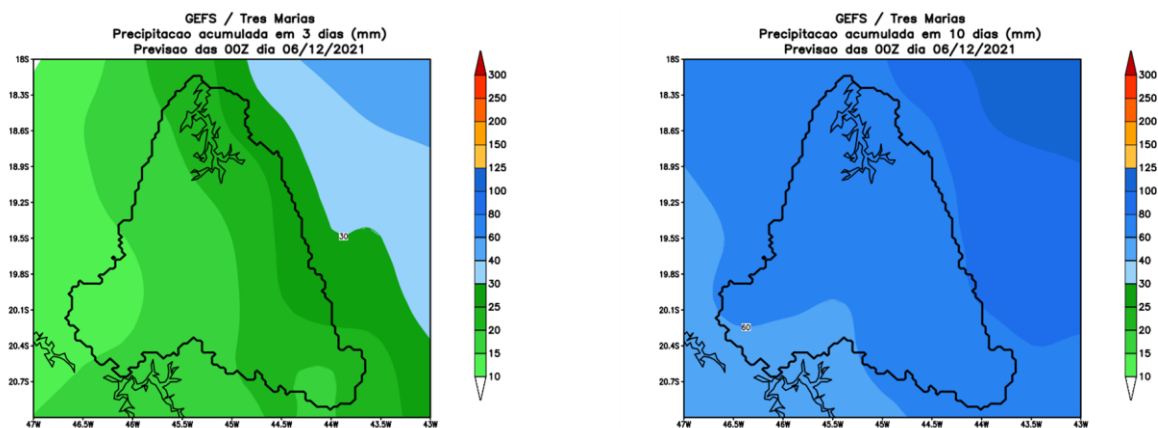 GEFS / Tres Marias
Precipitacao acumulada em 3 dias (mm)
Previsao das 00Z dia 06/12/2021
18S
18.3S
18.6S
18.9S
19.2S
19.5S
19.8S
20.1S
20.4S
20.7S
47W 46.5W 46W 45.5W 45W 44.5W 44W 43.5W 43W
30
300
250
200
150
125
100
80
60
40
30
25
20
15
10
GEFS / Tres Marias
Precipitacao acumulada em 10 dias (mm)
Previsao das 00Z dia 06/12/2021
18S
18.3S
18.6S
18.9S
19.2S
19.5S
19.8S
20.1S
20.4S
20.7S
47W 46.5W 46W 45.5W 45W 44.5W 44W 43.5W 43W
60
300
250
200
150
125
100
80
60
40
30
25
20
15
10